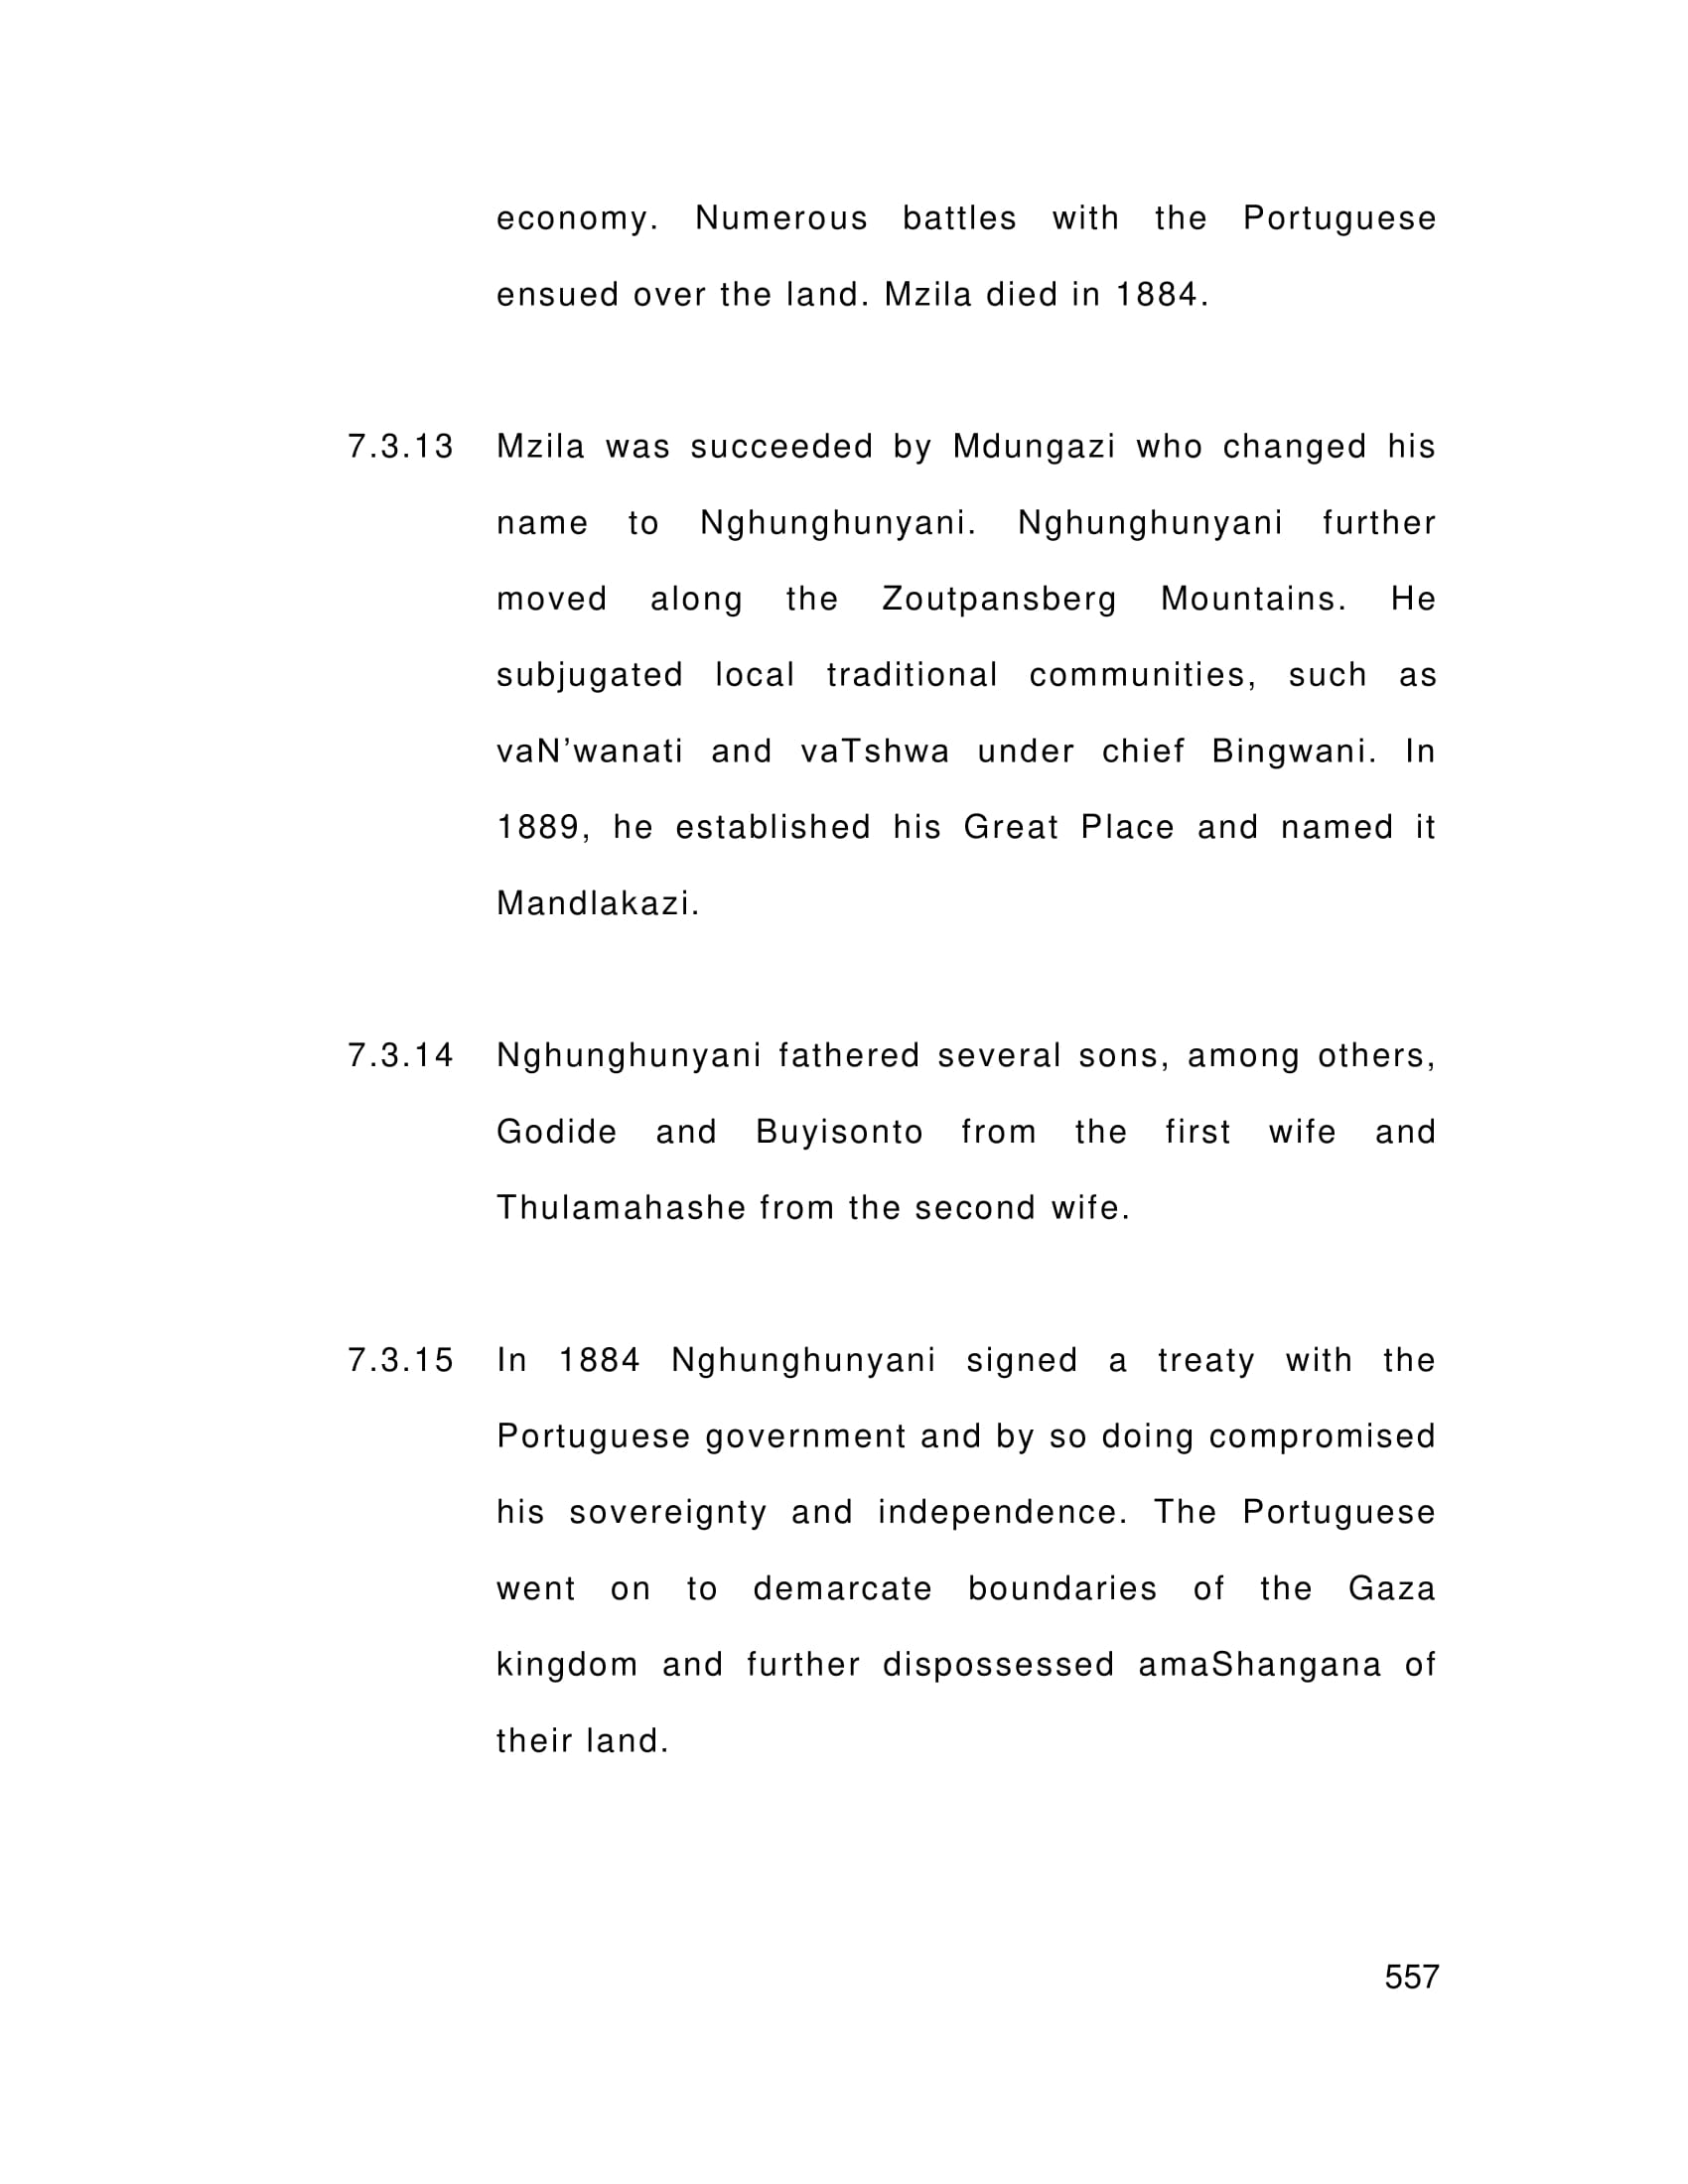 economy. Numerous battles with the Portuguese
ensued over the land. Mzila died in 1884.
7.3.13 Mzila was succeeded by Mdungazi who changed his
name to Nghunghunyani. Nghunghunyani further
moved along the Zoutpansberg Mountains. He
subjugated local traditional communities, such as
vaN’wanati and vaTshwa under chief Bingwani. In
1889, he established his Great Place and named it
Mandlakazi.
7.3.14 Nghunghunyani fathered several sons, among others,
Godide and Buyisonto from the first wife and
Thulamahashe from the second wife.
7.3.15 In 1884 Nghunghunyani signed a treaty with the
Portuguese government and by so doing compromised
his sovereignty and independence. The Portuguese
went on to demarcate boundaries of the Gaza
kingdom and further dispossessed amaShangana of
their land.
557